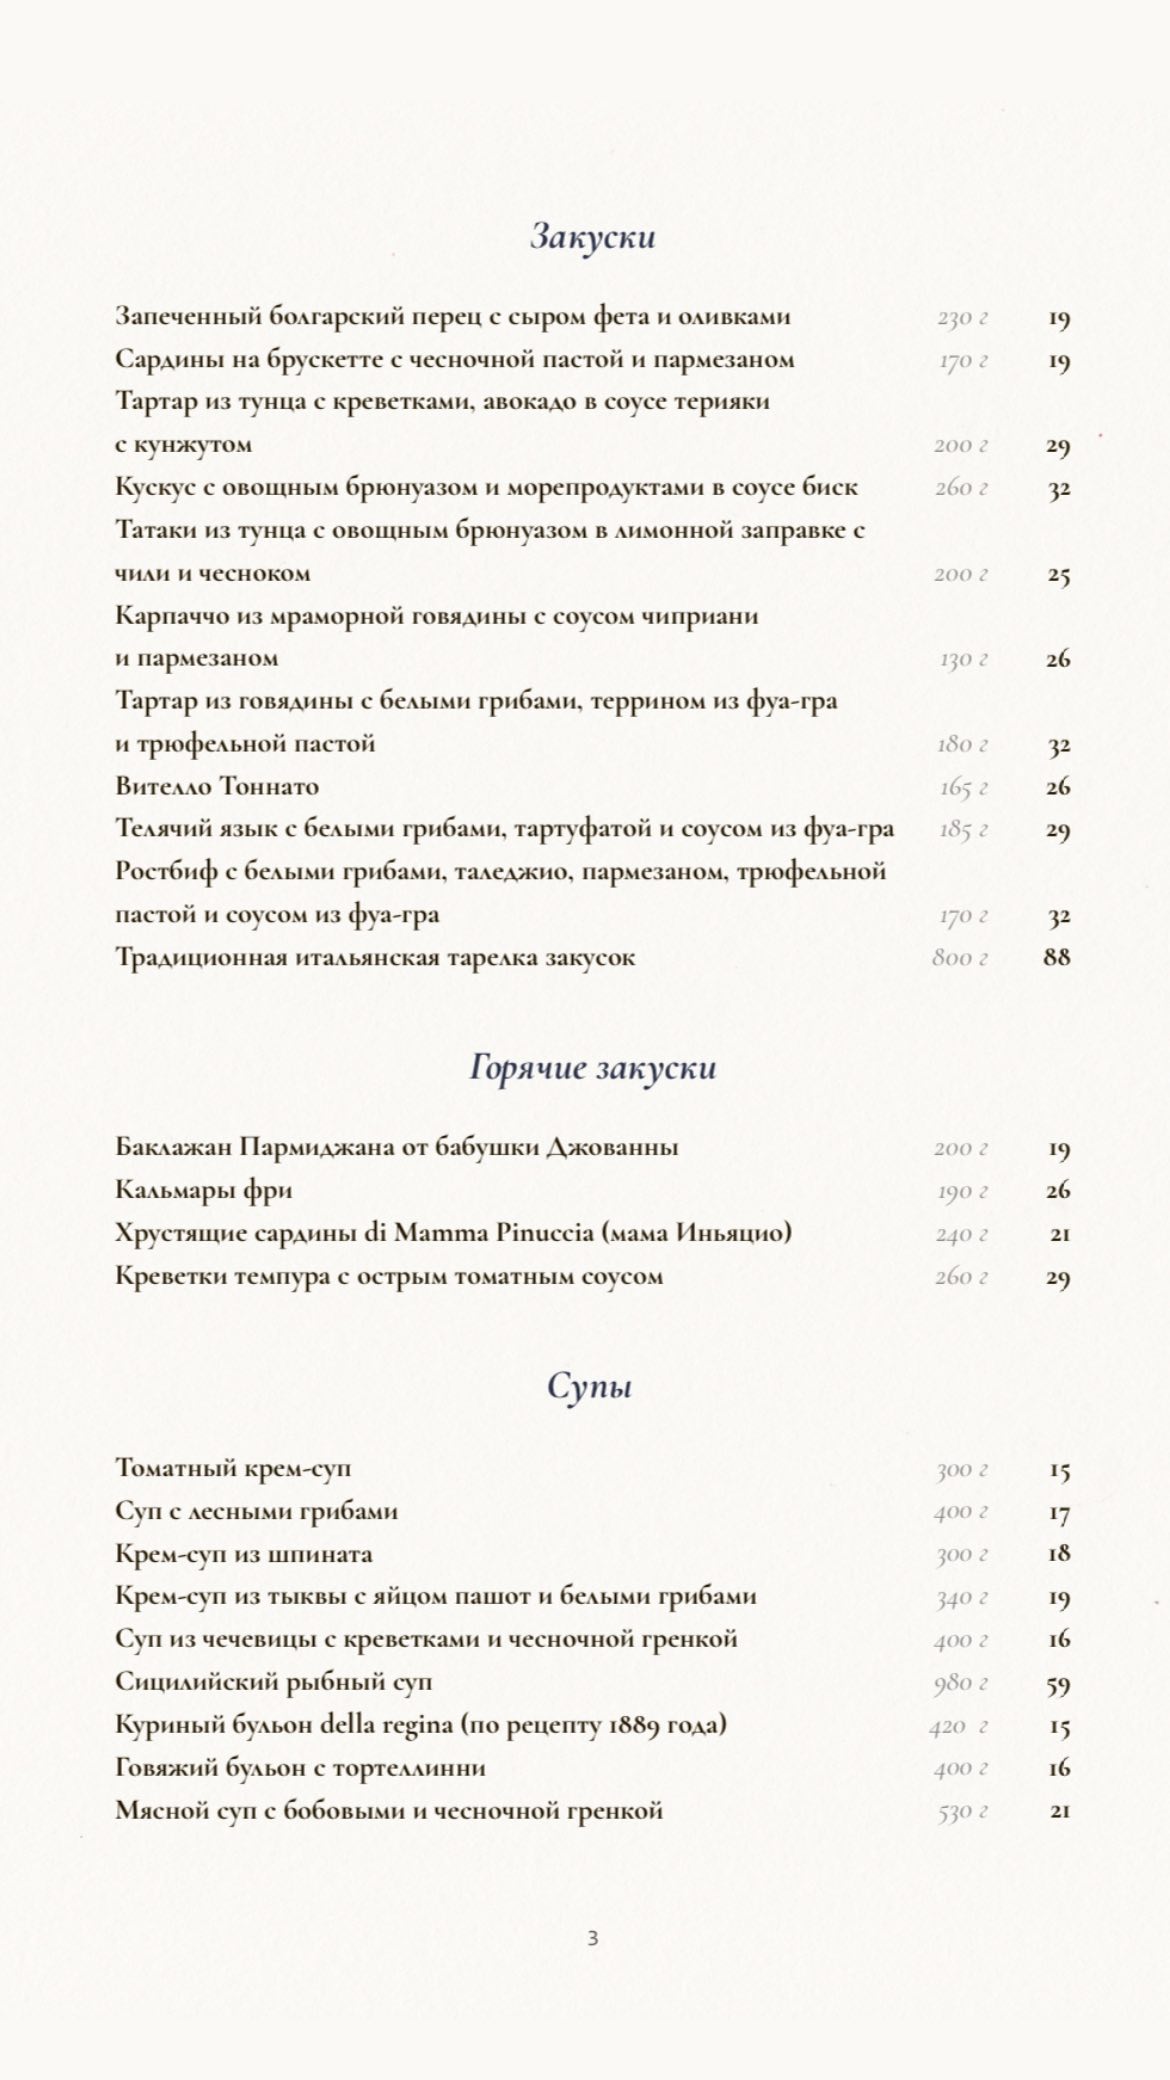 Закуски
Запеченный болгарский перец с сыром фета и оливками 230 г 19
Сардины на брускетте с чесночной пастой и пармезаном 170 г 19
Тартар из тунца с креветками, авокадо в соусе терияки
с кунжутом 200 г 29
Кускус с овощным брюнуазом и морепродуктами в соусе биск 260 г 32
Татаки из тунца с овощным брюнуазом в лимонной заправке с
чили и чесноком 200 г 25
Карпаччо из мраморной говядины с соусом чиприани
и пармезаном 130 г 26
Тартар из говядины с белыми грибами, террином из фуа-гра
и трюфельной пастой 180 г 32
Вителло Тоннато 165 г 26
Телячий язык с белыми грибами, тартуфатой и соусом из фуа-гра 185 г 29
Ростбиф с белыми грибами, таледжио, пармезаном, трюфельной
пастой и соусом из фуа-гра 170 г 32
Традиционная итальянская тарелка закусок 800 г 88
Горячие закуски
Баклажан Пармиджана от бабушки Джованны 200 г 19
Кальмары фри 190 г 26
Хрустящие сардины di Mamma Pinuccia (мама Иньяцио) 240 г 21
Креветки темпура с острым томатным соусом 260 г 29
Супы
Томатный крем-суп 300 г 15
Суп с лесными грибами 400 г 17
Крем-суп из шпината 300 г 18
Крем-суп из тыквы с яйцом пашот и белыми грибами 340 г 19
Суп из чечевицы с креветками и чесночной гренкой 400 г 16
Сицилийский рыбный суп 980 г 59
Куриный бульон della regina (по рецепту 1889 года) 420 г 15
Говяжий бульон с тортеллинни 400 г 16
Мясной суп с бобовыми и чесночной гренкой 530 г 21
3